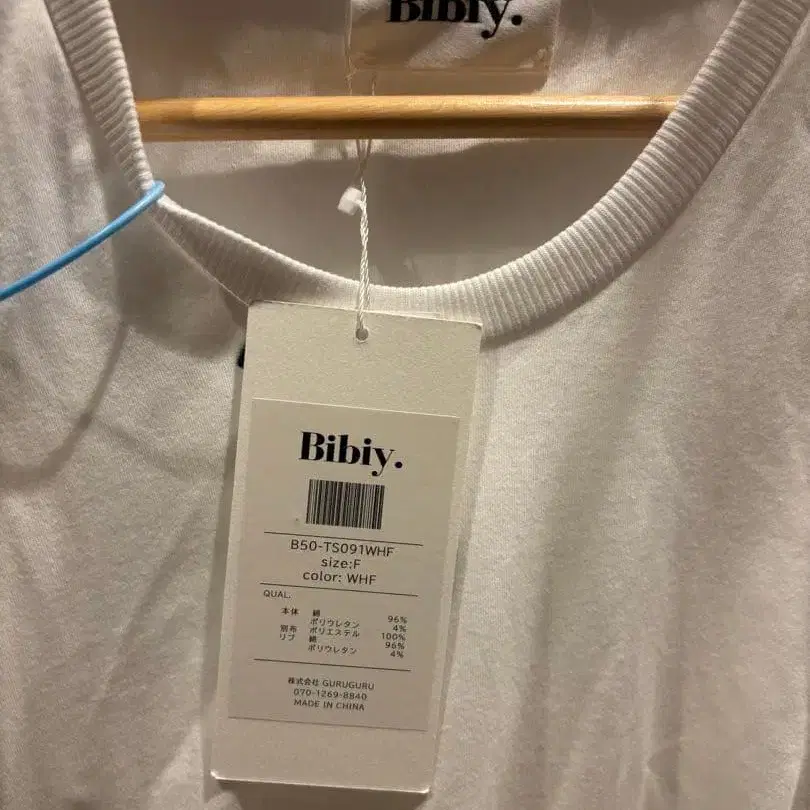 Bibiy.
Bibiy.
B50-TS091WHF
size:F
color: WHF
QUAL.
本体 綿 96%
ポリウレタン 4%
別布 ポリエステル 100%
リブ 綿 96%
ポリウレタン 4%
株式会社 GURUGURU
070-1269-8840
MADE IN CHINA